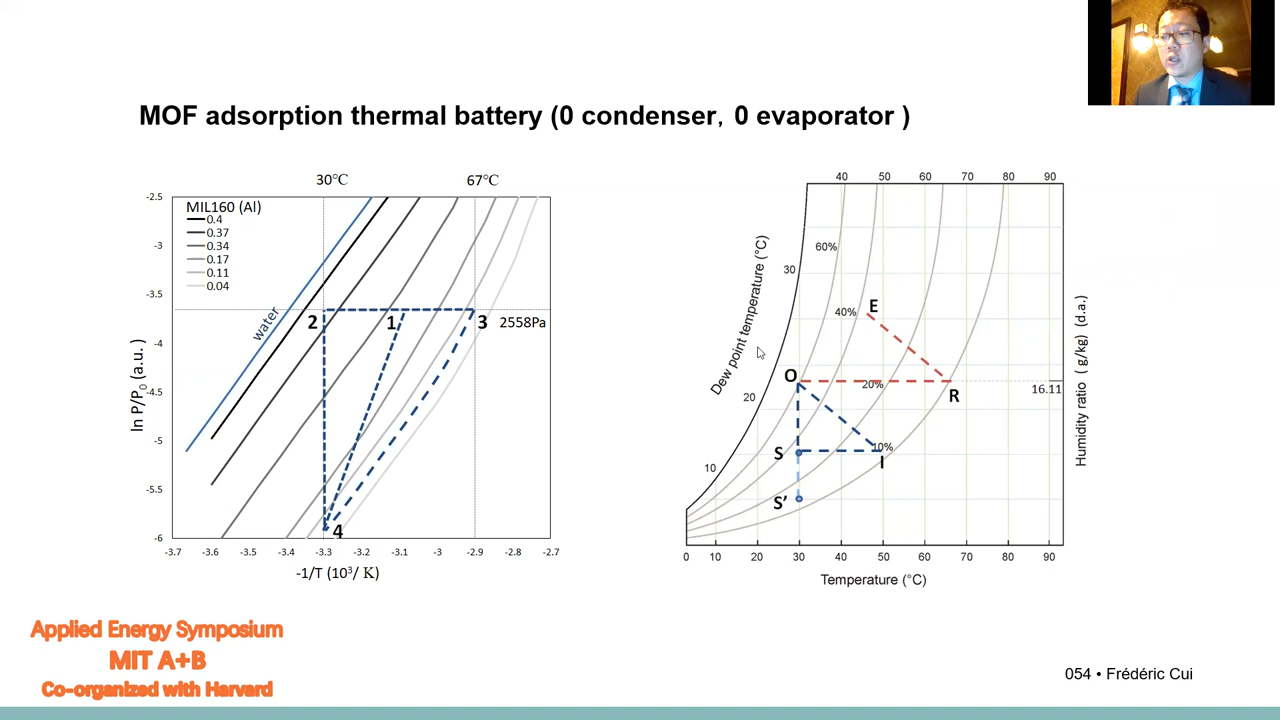 MOF adsorption thermal battery (0 condenser, 0 evaporator )
30℃
67℃
-2.5
-3
-3.5
-4
-4.5
-5
-5.5
-6
ln P/P0 (a.u. )
MIL160 (Al)
0.4
0.37
0.34
0.17
0.11
0.04
water
2
1
3
2558Pa
4
-3.7
-3.6
-3.5
-3.4
-3.3
-3.2
-3.1
-3
-2.9
-2.8
-2.7
-1/T (10³/ K)
40
50
60
70
80
90
60%
30
40%
E
Dew point temperature (°C)
O
20%
R
16.11
20
10%
S
I
10
S’
Humidity ratio ( g/kg) (d.a.)
0
10
20
30
40
50
60
70
80
90
Temperature (°C)
Applied Energy Symposium
MIT A+B
Co-organized with Harvard
054 • Frédéric Cui